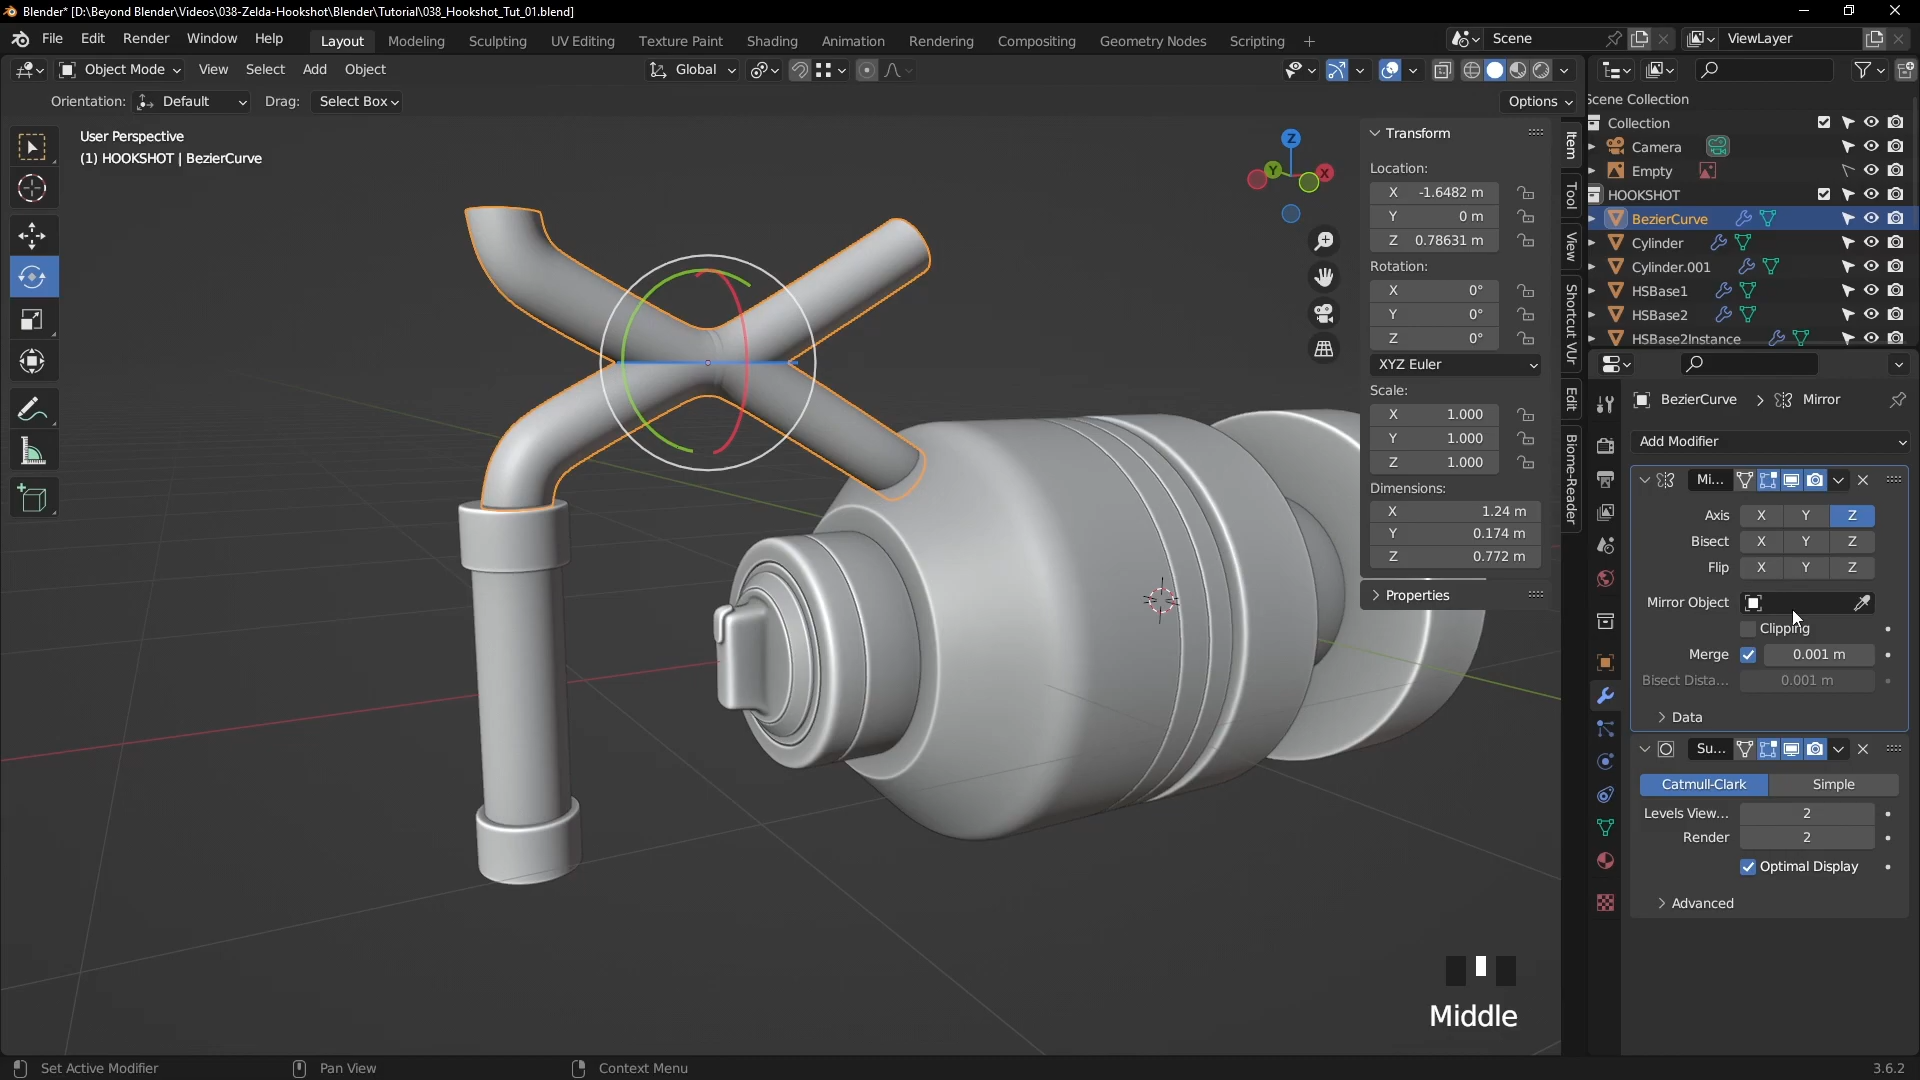 Blender* [D:\Beyond Blender\Videos\038-Zelda-Hookshot\Blender\Tutorial\038_Hookshot_Tut_01.blend]
File Edit Render Window Help Layout Modeling Sculpting UV Editing Texture Paint Shading Animation Rendering Compositing Geometry Nodes Scripting + Scene ViewLayer
Object Mode View Select Add Object Global
Orientation: Default Drag: Select Box Options
User Perspective
(1) HOOKSHOT | BezierCurve
Z
Y
X
Transform
Location:
X -1.6482 m
Y 0 m
Z 0.78631 m
Rotation:
X 0°
Y 0°
Z 0°
XYZ Euler
Scale:
X 1.000
Y 1.000
Z 1.000
Dimensions:
X 1.24 m
Y 0.174 m
Z 0.772 m
Properties
Item
Tool
View
Shortcut VUr
Edit
Biome-Reader
Scene Collection
Collection
Camera
Empty
HOOKSHOT
BezierCurve
Cylinder
Cylinder.001
HSBase1
HSBase2
HSBase2Instance
BezierCurve > Mirror
Add Modifier
Mi...
Axis X Y Z
Bisect X Y Z
Flip X Y Z
Mirror Object
Clipping
Merge 0.001 m
Bisect Dista... 0.001 m
Data
Su...
Catmull-Clark Simple
Levels View... 2
Render 2
Optimal Display
Advanced
Middle
Set Active Modifier Pan View Context Menu 3.6.2